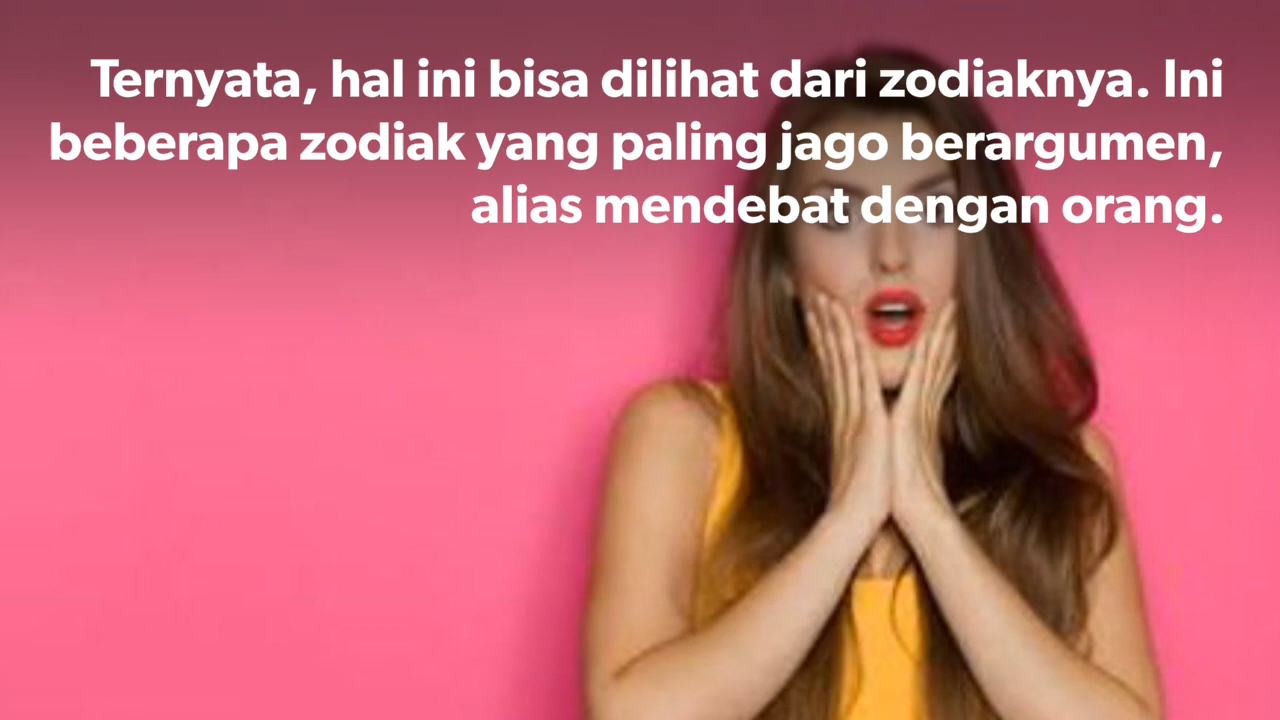 Ternyata, hal ini bisa dilihat dari zodiaknya. Ini
beberapa zodiak yang paling jago berargumen,
alias mendebat dengan orang.